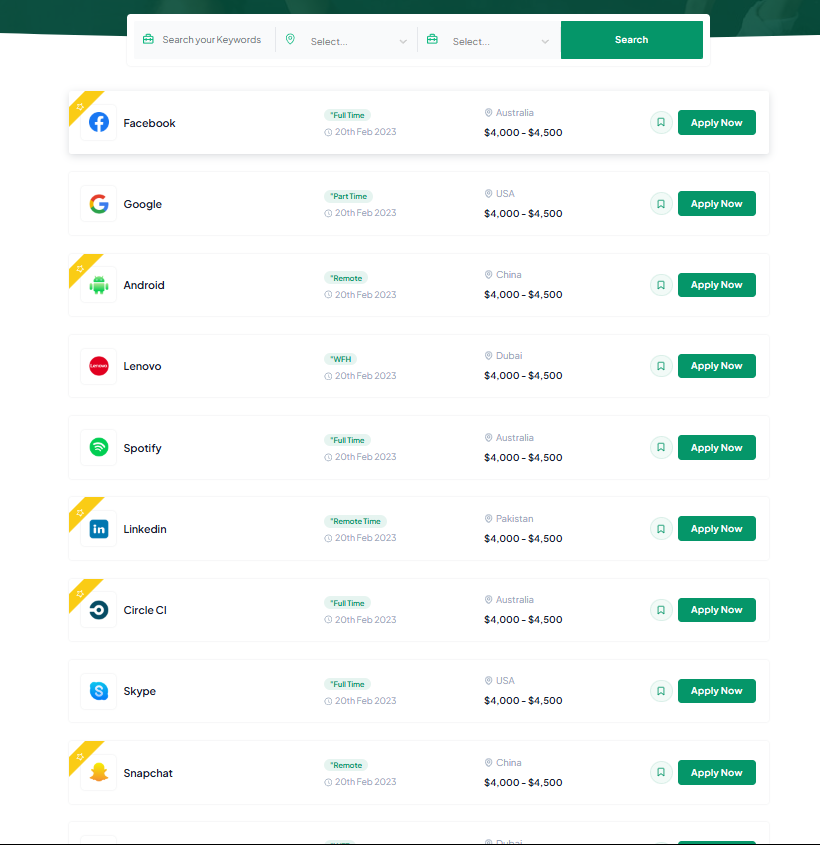 Search your Keywords
Select...
Select...
Search
Facebook
"Full Time
20th Feb 2023
Australia
$4,000 - $4,500
Apply Now
Google
"Part Time
20th Feb 2023
USA
$4,000 - $4,500
Apply Now
Android
"Remote
20th Feb 2023
China
$4,000 - $4,500
Apply Now
Lenovo
Lenovo
"WFH
20th Feb 2023
Dubai
$4,000 - $4,500
Apply Now
Spotify
"Full Time
20th Feb 2023
Australia
$4,000 - $4,500
Apply Now
in
Linkedin
"Remote Time
20th Feb 2023
Pakistan
$4,000 - $4,500
Apply Now
Circle CI
"Full Time
20th Feb 2023
Australia
$4,000 - $4,500
Apply Now
S
Skype
"Full Time
20th Feb 2023
USA
$4,000 - $4,500
Apply Now
Snapchat
"Remote
20th Feb 2023
China
$4,000 - $4,500
Apply Now
Dubai